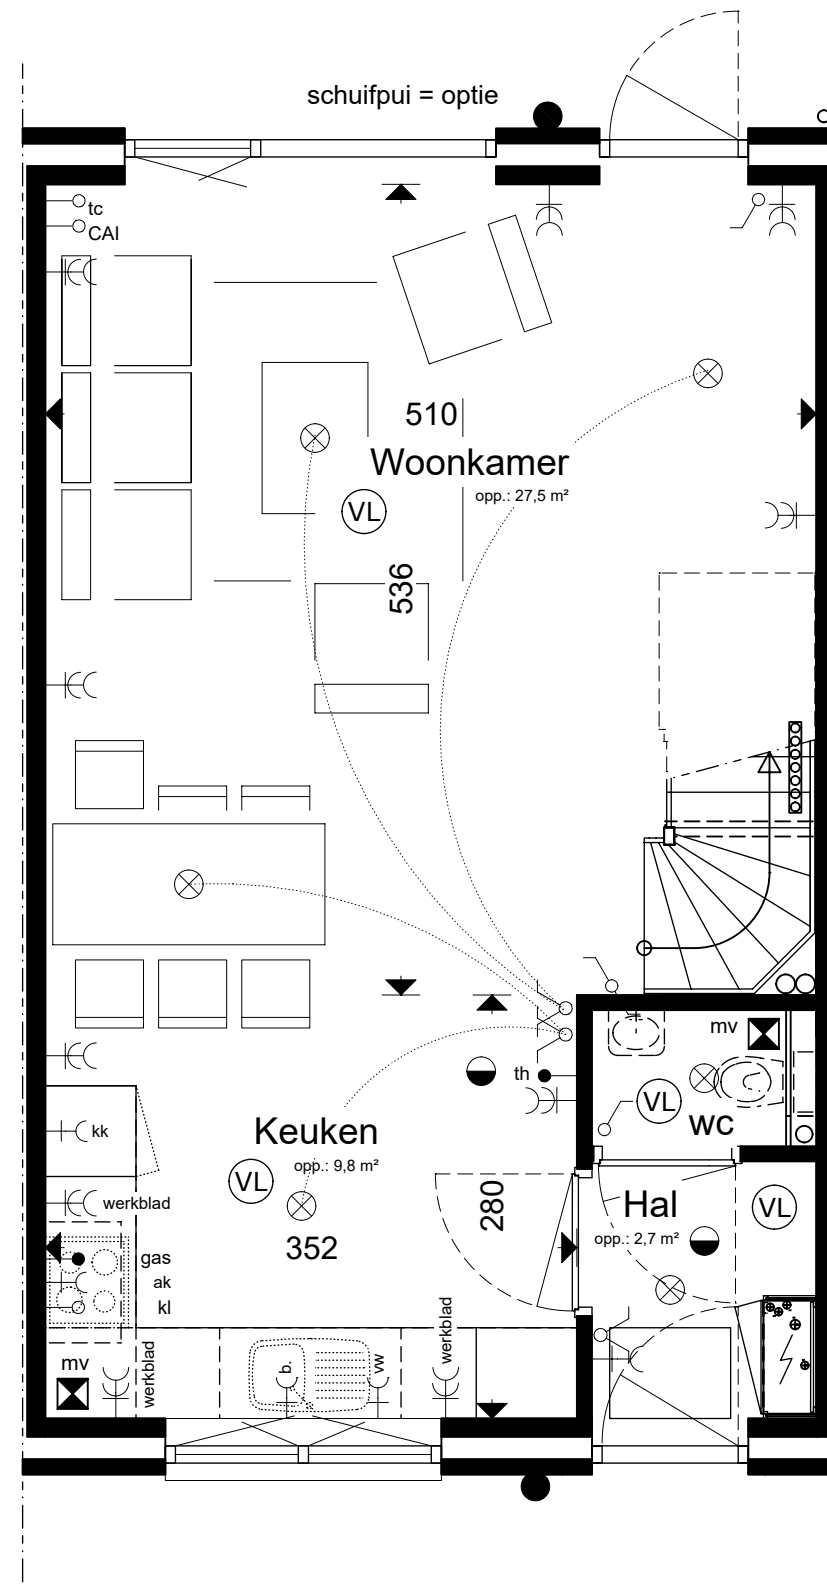 schuifpui = optie
tc
CAI
510
Woonkamer
opp.: 27,5 m²
VL
536
mv
th
VL
WC
kk
Keuken
opp.: 9,8 m²
VL
werkblad
280
Hal
opp.: 2,7 m²
VL
352
gas
ak
kl
mv
werkblad
b.
vw
werkblad